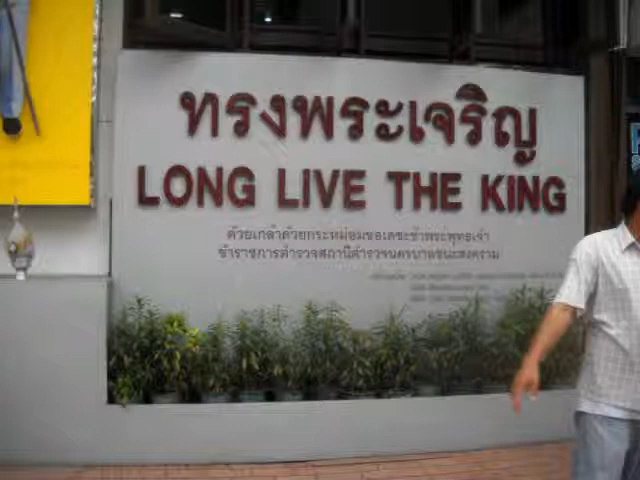 ทรงพระเจริญ
LONG LIVE THE KING
ด้วยเกล้าด้วยกระหม่อมขอเดชะข้าพระพุทธเจ้า
ข้าราชการตำรวจสถานีตำรวจนครบาลชนะสงคราม